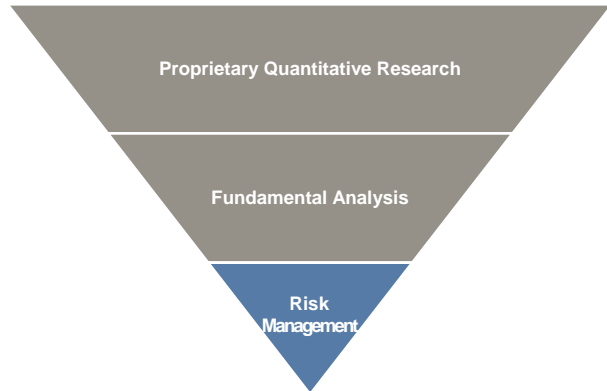 Proprietary Quantitative Research
Fundamental Analysis
Risk
Management